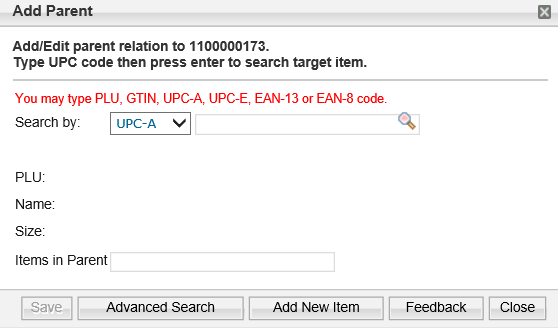 Add Parent
Add/Edit parent relation to 1100000173.
Type UPC code then press enter to search target item.
You may type PLU, GTIN, UPC-A, UPC-E, EAN-13 or EAN-8 code.
Search by: UPC-A
PLU:
Name:
Size:
Items in Parent
Save Advanced Search Add New Item Feedback Close